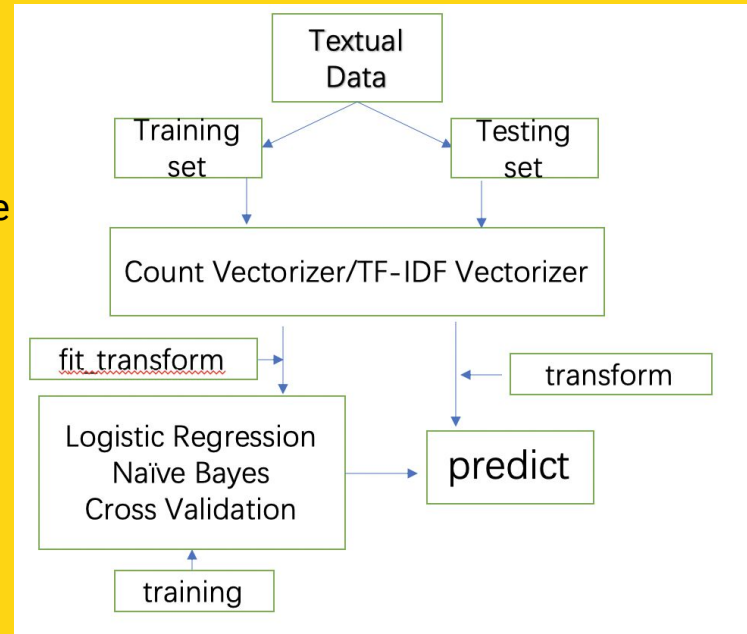 Textual
Data
Training
set
Testing
set
e
Count Vectorizer/TF-IDF Vectorizer
fit_transform
transform
Logistic Regression
Naïve Bayes
Cross Validation
predict
training